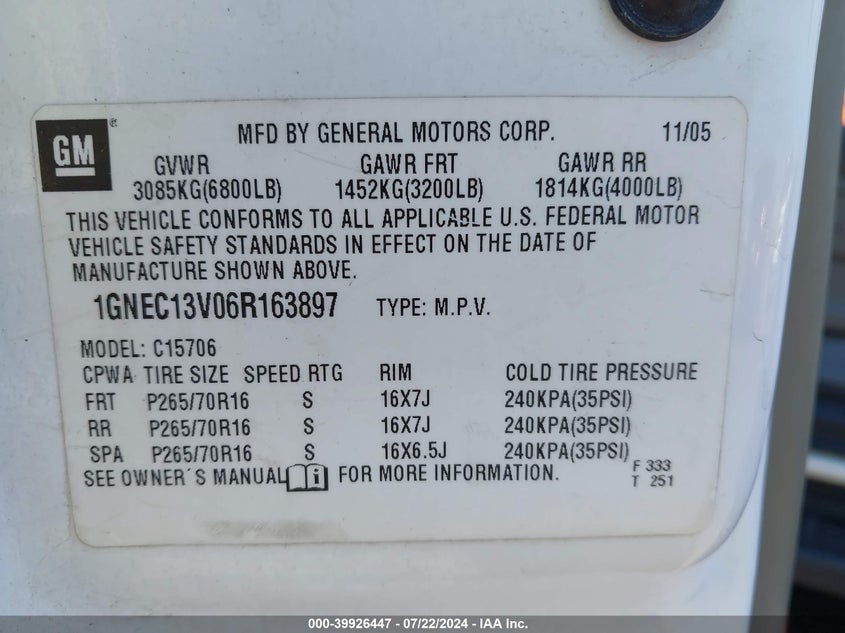 GM®
MFD BY GENERAL MOTORS CORP. 11/05
GVWR GAWR FRT GAWR RR
3085KG(6800LB) 1452KG(3200LB) 1814KG(4000LB)
THIS VEHICLE CONFORMS TO ALL APPLICABLE U.S. FEDERAL MOTOR
VEHICLE SAFETY STANDARDS IN EFFECT ON THE DATE OF
MANUFACTURE SHOWN ABOVE.
1GNEC13V06R163897 TYPE: M.P.V.
MODEL: C15706
CPWA TIRE SIZE SPEED RTG RIM COLD TIRE PRESSURE
FRT P265/70R16 S 16X7J 240KPA(35PSI)
RR P265/70R16 S 16X7J 240KPA(35PSI)
SPA P265/70R16 S 16X6.5J 240KPA(35PSI)
SEE OWNER´S MANUAL i FOR MORE INFORMATION.
F 333
T 251
000-39926447 - 07/22/2024 - IAA Inc.